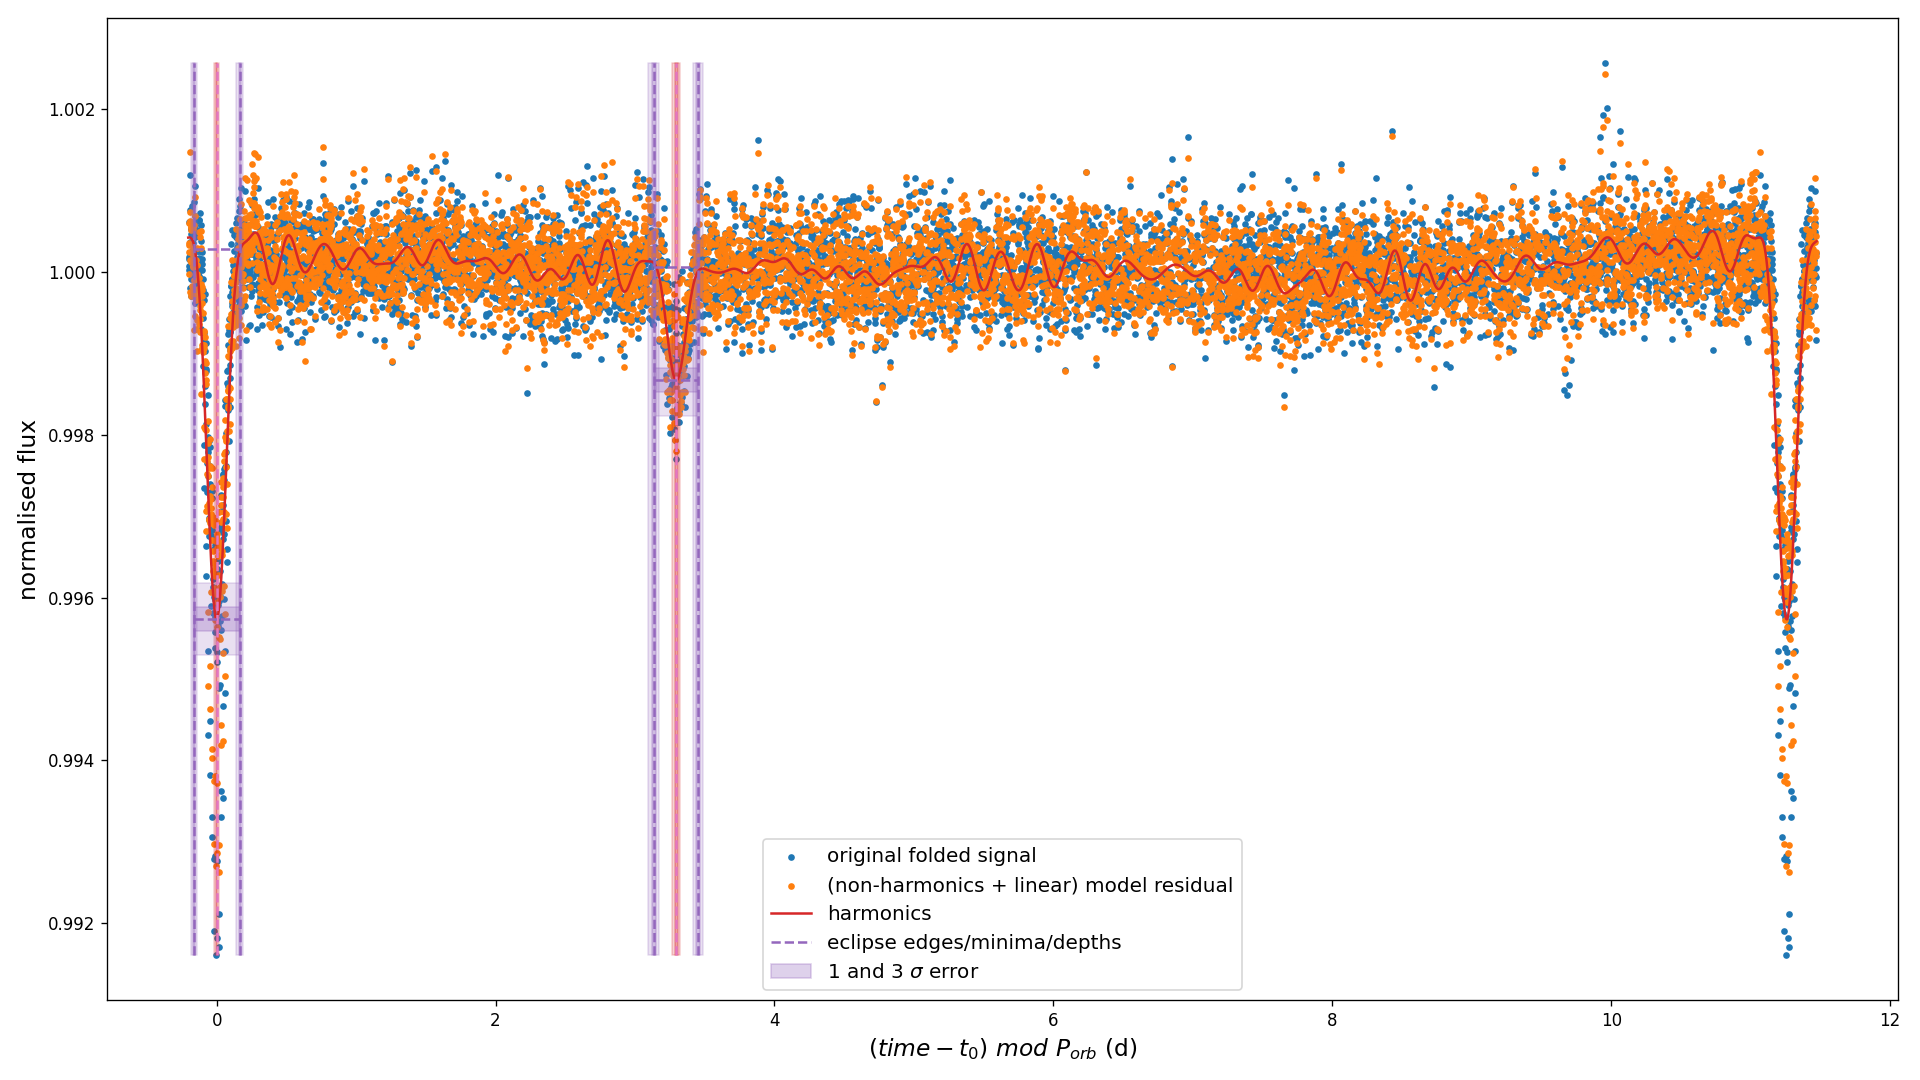 normalised flux
1.002
1.000
0.998
0.996
0.994
0.992
original folded signal
(non-harmonics + linear) model residual
harmonics
eclipse edges/minima/depths
1 and 3 σ error
0 2 4 6 8 10 12
(time − t₀) mod P_orb (d)